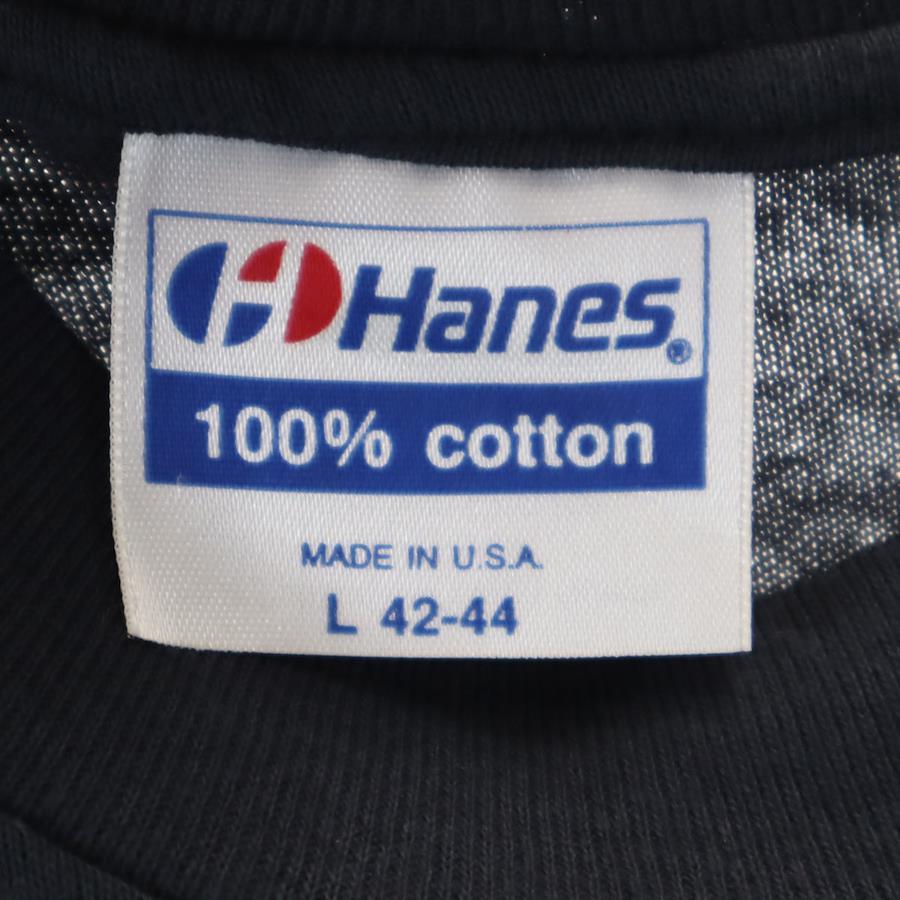 Hanes®
100% cotton
MADE IN U.S.A.
L 42-44